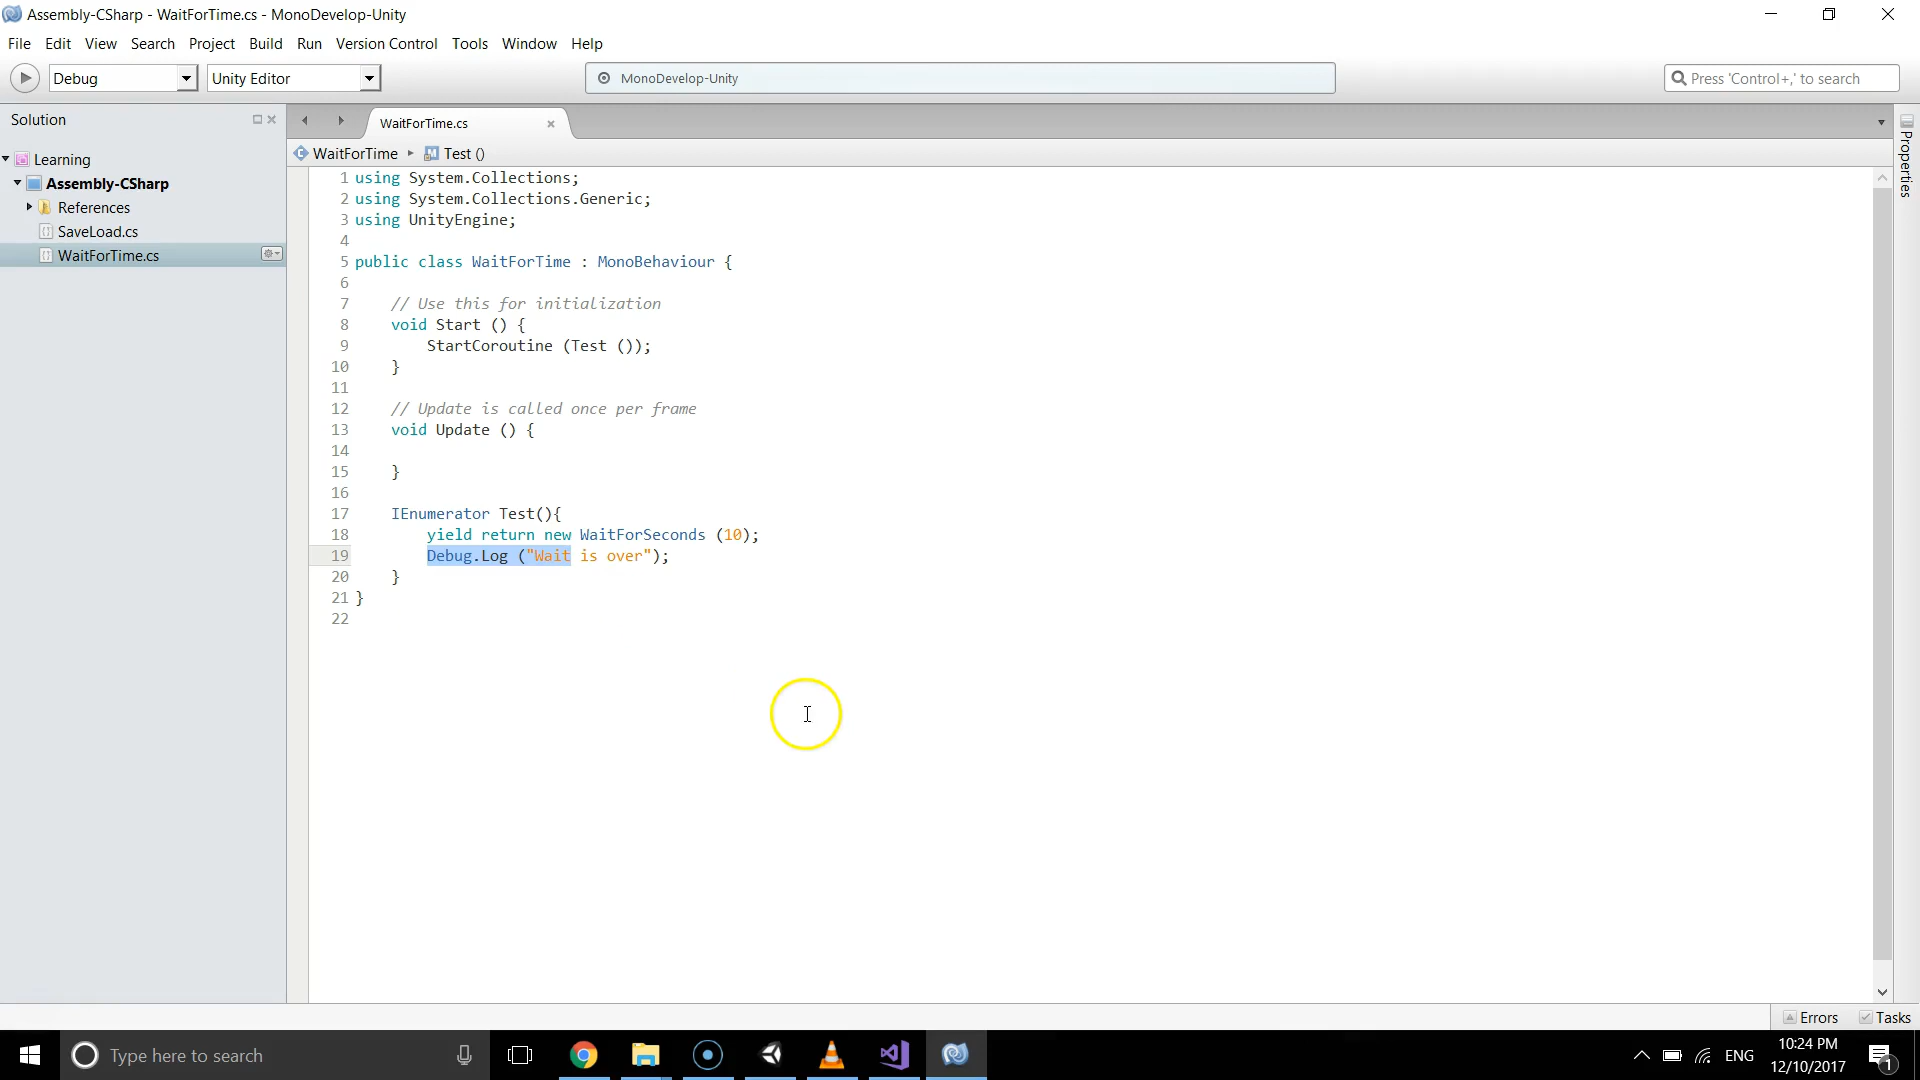 Assembly-CSharp - WaitForTime.cs - MonoDevelop-Unity
File Edit View Search Project Build Run Version Control Tools Window Help
Debug Unity Editor MonoDevelop-Unity Press 'Control+,' to search
Solution
Learning
Assembly-CSharp
References
SaveLoad.cs
WaitForTime.cs
WaitForTime.cs
WaitForTime Test ()
1 using System.Collections;
2 using System.Collections.Generic;
3 using UnityEngine;
4
5 public class WaitForTime : MonoBehaviour {
6
7 // Use this for initialization
8 void Start () {
9 StartCoroutine (Test ());
10 }
11
12 // Update is called once per frame
13 void Update () {
14
15 }
16
17 IEnumerator Test(){
18 yield return new WaitForSeconds (10);
19 Debug.Log ("Wait is over");
20 }
21 }
22
Properties
Errors Tasks
Type here to search
ENG
10:24 PM
12/10/2017
1